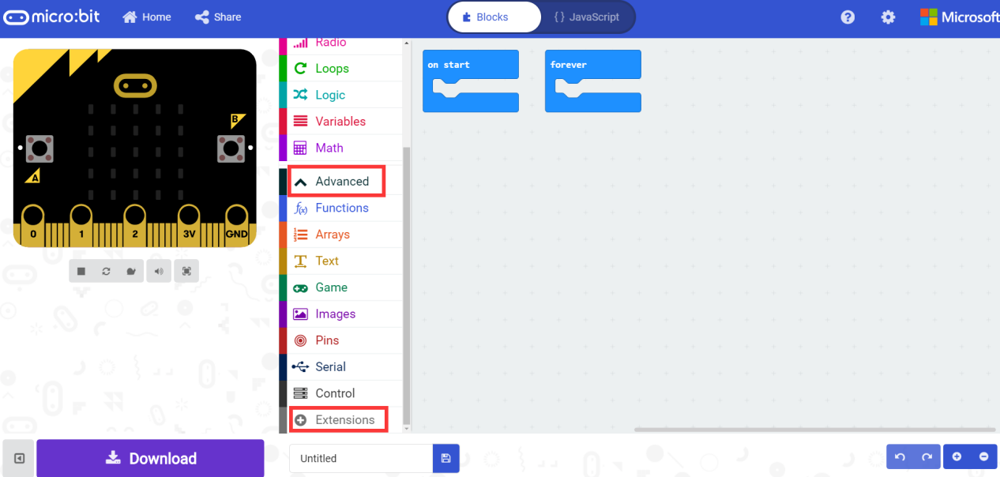 micro:bit
Home
Share
Blocks
{ } JavaScript
?
Microsoft
B
A
0
1
2
3V
GND
Radio
Loops
Logic
Variables
Math
Advanced
Functions
Arrays
Text
Game
Images
Pins
Serial
Control
Extensions
on start
forever
Download
Untitled